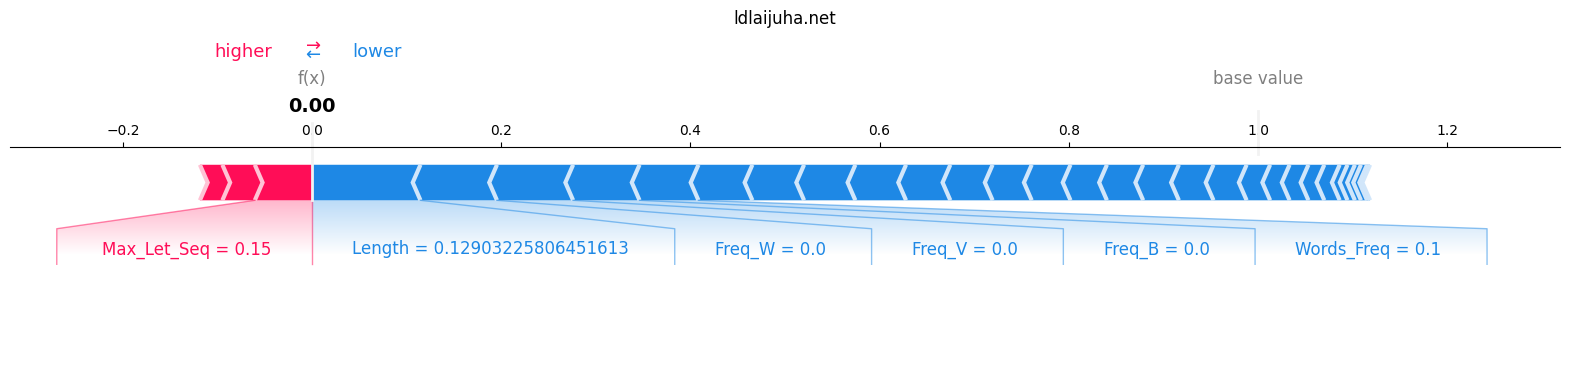 ldlaijuha.net
higher ⇄ lower
f(x) base value
0.00
−0.2 0.0 0.2 0.4 0.6 0.8 1.0 1.2
Max_Let_Seq = 0.15 Length = 0.12903225806451613 Freq_W = 0.0 Freq_V = 0.0 Freq_B = 0.0 Words_Freq = 0.1